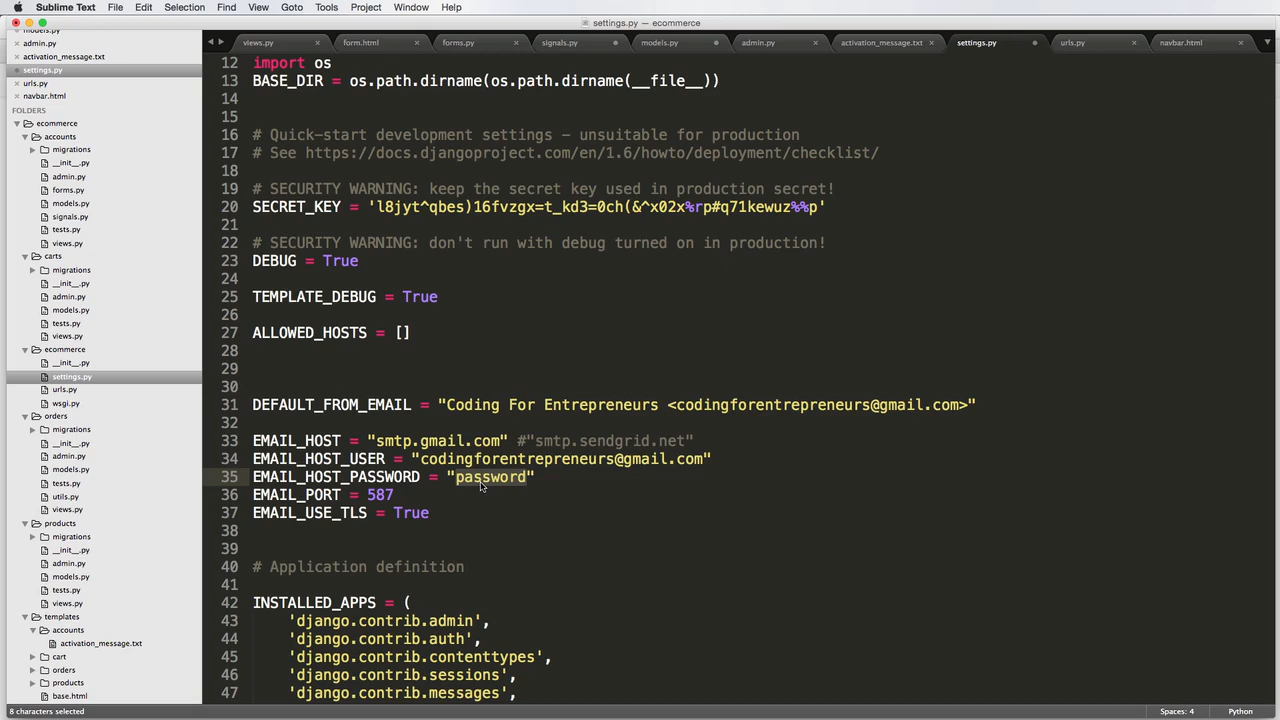 Sublime Text File Edit Selection Find View Goto Tools Project Window Help
settings.py — ecommerce
models.py
admin.py
activation_message.txt
settings.py
urls.py
navbar.html
FOLDERS
ecommerce
accounts
migrations
__init__.py
admin.py
forms.py
models.py
signals.py
tests.py
views.py
carts
migrations
__init__.py
admin.py
models.py
tests.py
views.py
ecommerce
__init__.py
settings.py
urls.py
wsgi.py
orders
migrations
__init__.py
admin.py
models.py
tests.py
utils.py
views.py
products
migrations
__init__.py
admin.py
models.py
tests.py
views.py
templates
accounts
activation_message.txt
cart
orders
products
base.html
views.py form.html forms.py signals.py models.py admin.py activation_message.txt settings.py urls.py navbar.html
12 import os
13 BASE_DIR = os.path.dirname(os.path.dirname(__file__))
14
15
16 # Quick-start development settings - unsuitable for production
17 # See https://docs.djangoproject.com/en/1.6/howto/deployment/checklist/
18
19 # SECURITY WARNING: keep the secret key used in production secret!
20 SECRET_KEY = 'l8jyt^qbes)16fvzgx=t_kd3=0ch(&^x02x%rp#q71kewuz%%p'
21
22 # SECURITY WARNING: don't run with debug turned on in production!
23 DEBUG = True
24
25 TEMPLATE_DEBUG = True
26
27 ALLOWED_HOSTS = []
28
29
30
31 DEFAULT_FROM_EMAIL = "Coding For Entrepreneurs <codingforentrepreneurs@gmail.com>"
32
33 EMAIL_HOST = "smtp.gmail.com" #"smtp.sendgrid.net"
34 EMAIL_HOST_USER = "codingforentrepreneurs@gmail.com"
35 EMAIL_HOST_PASSWORD = "password"
36 EMAIL_PORT = 587
37 EMAIL_USE_TLS = True
38
39
40 # Application definition
41
42 INSTALLED_APPS = (
43 'django.contrib.admin',
44 'django.contrib.auth',
45 'django.contrib.contenttypes',
46 'django.contrib.sessions',
47 'django.contrib.messages',
8 characters selected Spaces: 4 Python